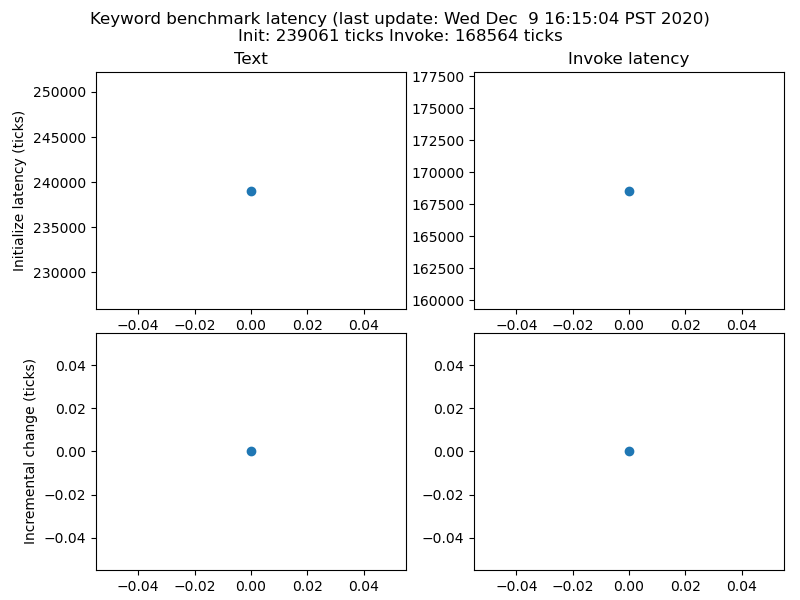 Keyword benchmark latency (last update: Wed Dec  9 16:15:04 PST 2020)
Init: 239061 ticks Invoke: 168564 ticks
Text
Invoke latency
Initialize latency (ticks)
250000
245000
240000
235000
230000
−0.04 −0.02 0.00 0.02 0.04
177500
175000
172500
170000
167500
165000
162500
160000
−0.04 −0.02 0.00 0.02 0.04
Incremental change (ticks)
0.04
0.02
0.00
−0.02
−0.04
−0.04 −0.02 0.00 0.02 0.04
0.04
0.02
0.00
−0.02
−0.04
−0.04 −0.02 0.00 0.02 0.04